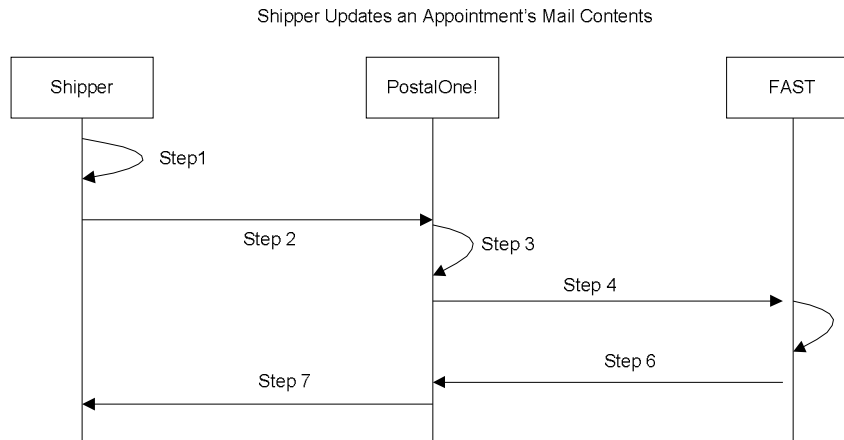 Shipper Updates an Appointment's Mail Contents
Shipper
PostalOne!
FAST
Step1
Step 2
Step 3
Step 4
Step 6
Step 7